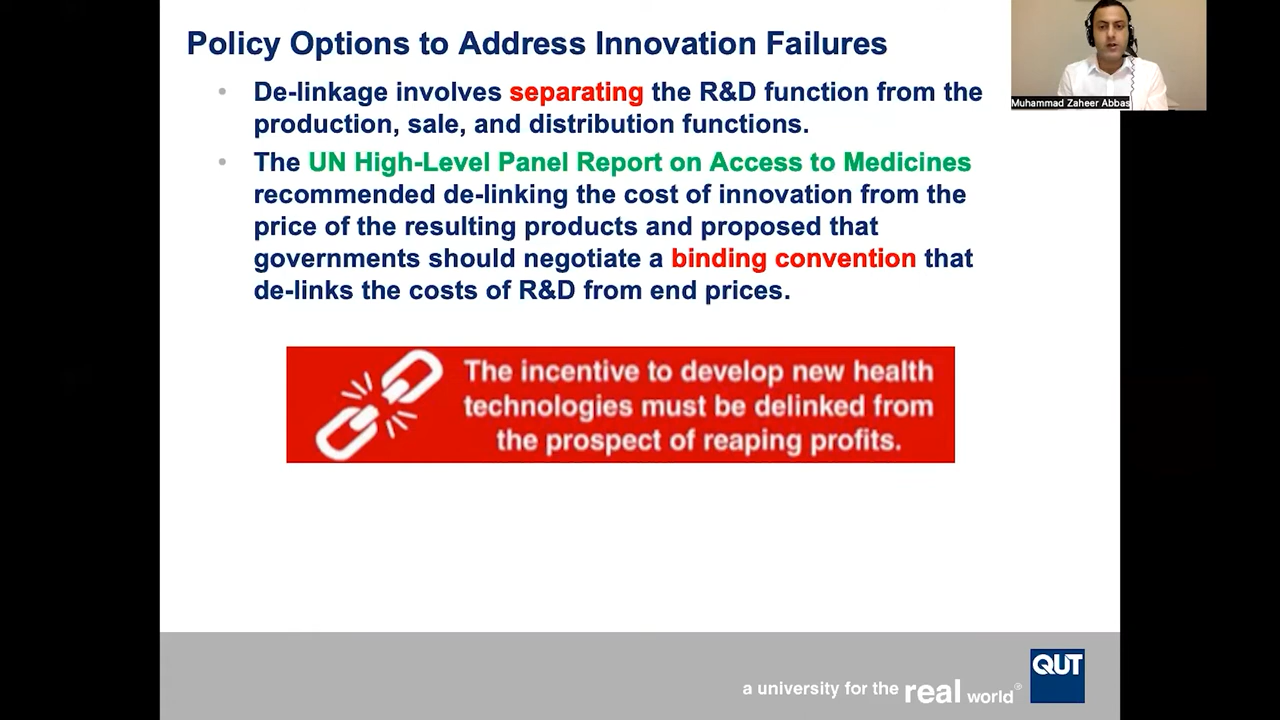 Policy Options to Address Innovation Failures
Muhammad Zaheer Abbas
• De-linkage involves separating the R&D function from the
production, sale, and distribution functions.
• The UN High-Level Panel Report on Access to Medicines
recommended de-linking the cost of innovation from the
price of the resulting products and proposed that
governments should negotiate a binding convention that
de-links the costs of R&D from end prices.
The incentive to develop new health
technologies must be delinked from
the prospect of reaping profits.
a university for the real world®
QUT